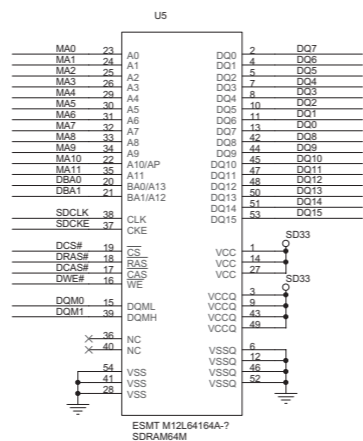 U5
MA0 23 A0 DQ0 2 DQ7
MA1 24 A1 DQ1 4 DQ6
MA2 25 A2 DQ2 5 DQ5
MA3 26 A3 DQ3 7 DQ4
MA4 29 A4 DQ4 8 DQ3
MA5 30 A5 DQ5 10 DQ2
MA6 31 A6 DQ6 11 DQ1
MA7 32 A7 DQ7 13 DQ0
MA8 33 A8 DQ8 42 DQ8
MA9 34 A9 DQ9 44 DQ9
MA10 22 A10/AP DQ10 45 DQ10
MA11 35 A11 DQ11 47 DQ11
DBA0 20 BA0/A13 DQ12 48 DQ12
DBA1 21 BA1/A12 DQ13 50 DQ13
DQ14 51 DQ14
SDCLK 38 CLK DQ15 53 DQ15
SDCKE 37 CKE
SD33
DCS# 19 CS VCC 1
DRAS# 18 RAS VCC 14
DCAS# 17 CAS VCC 27
DWE# 16 WE
SD33
VCCQ 3
DQM0 15 DQML VCCQ 9
DQM1 39 DQMH VCCQ 43
VCCQ 49
36 NC
40 NC VSSQ 6
VSSQ 12
54 VSS VSSQ 46
41 VSS VSSQ 52
28 VSS
ESMT M12L64164A-?
SDRAM64M